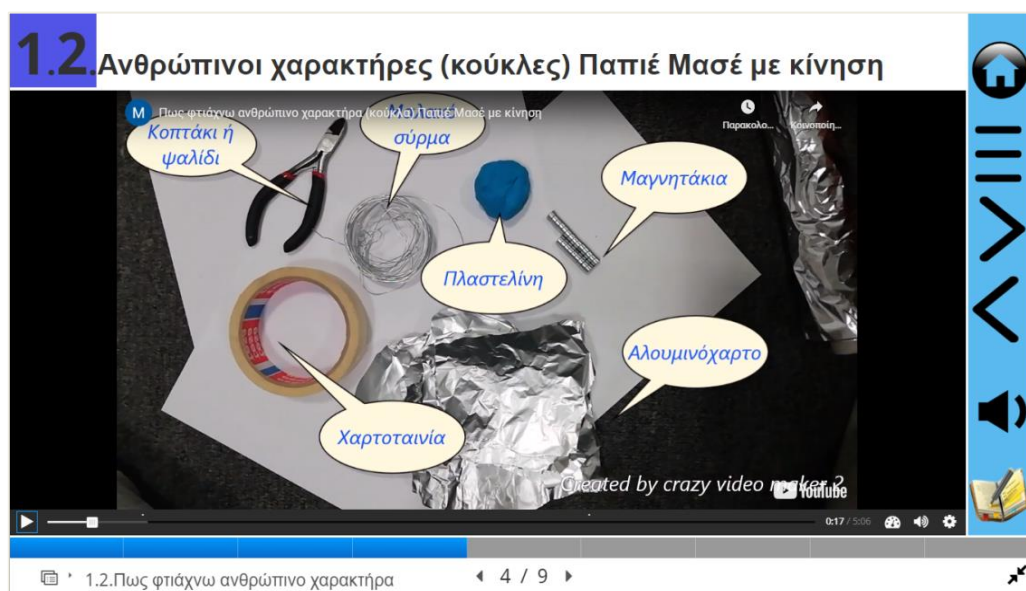 1.2.Ανθρώπινοι χαρακτήρες (κούκλες) Παπιέ Μασέ με κίνηση
M Πως φτιάχνω ανθρώπινο χαρακτήρα (κούκλα) Παπιέ Μασέ με κίνηση
Παρακολο...
Κοινοποίη...
Κοπτάκι ή
ψαλίδι
σύρμα
Μαγνητάκια
Πλαστελίνη
Αλουμινόχαρτο
Χαρτοταινία
Created by crazy video maker 2
YouTube
0:17 / 5:06
1.2.Πως φτιάχνω ανθρώπινο χαρακτήρα
4 / 9